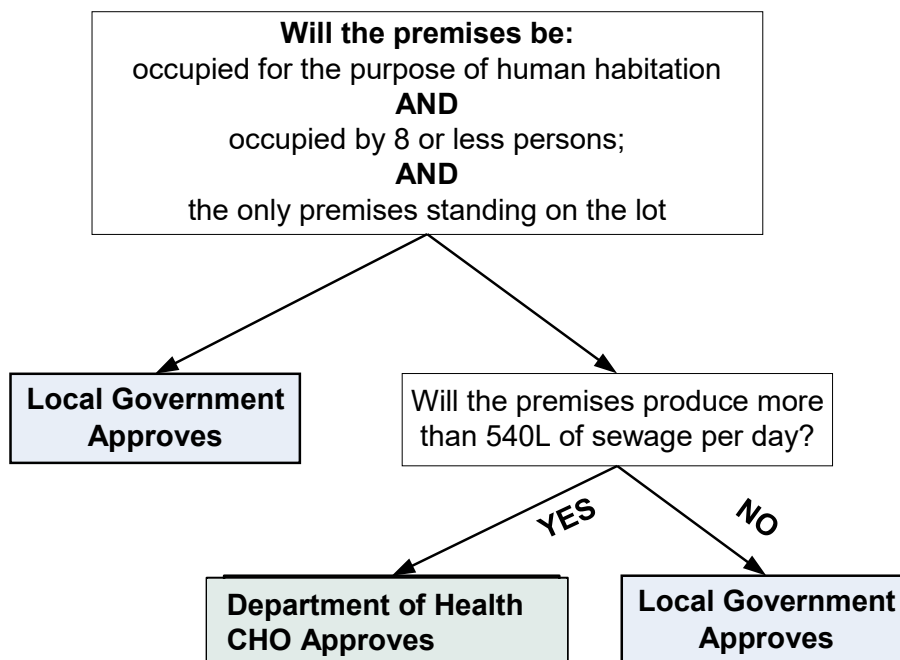 Will the premises be:
occupied for the purpose of human habitation
AND
occupied by 8 or less persons;
AND
the only premises standing on the lot
Local Government
Approves
Will the premises produce more
than 540L of sewage per day?
YES
NO
Department of Health
CHO Approves
Local Government
Approves